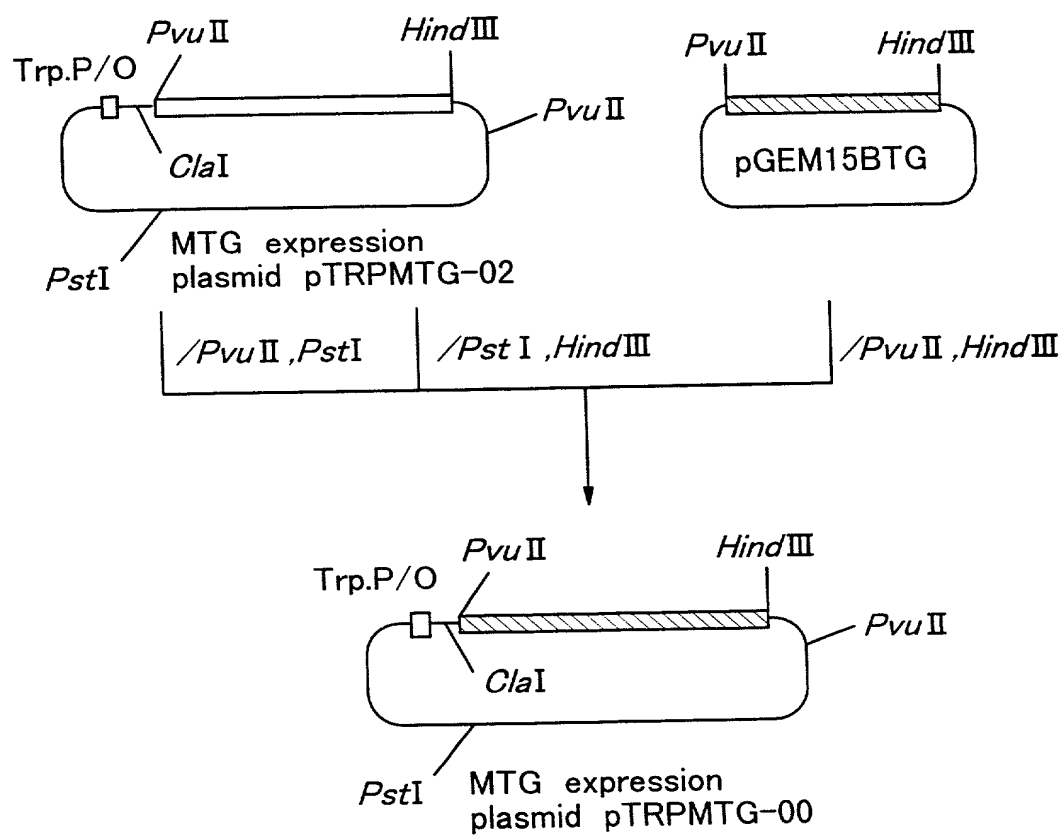 PvuⅡ
HindⅢ
Trp.P/O
PvuⅡ
ClaI
PstI
MTG expression
plasmid pTRPMTG-02
PvuⅡ
HindⅢ
pGEM15BTG
/PvuⅡ,PstI
/PstI,HindⅢ
/PvuⅡ,HindⅢ
PvuⅡ
HindⅢ
Trp.P/O
PvuⅡ
ClaI
PstI
MTG expression
plasmid pTRPMTG-00